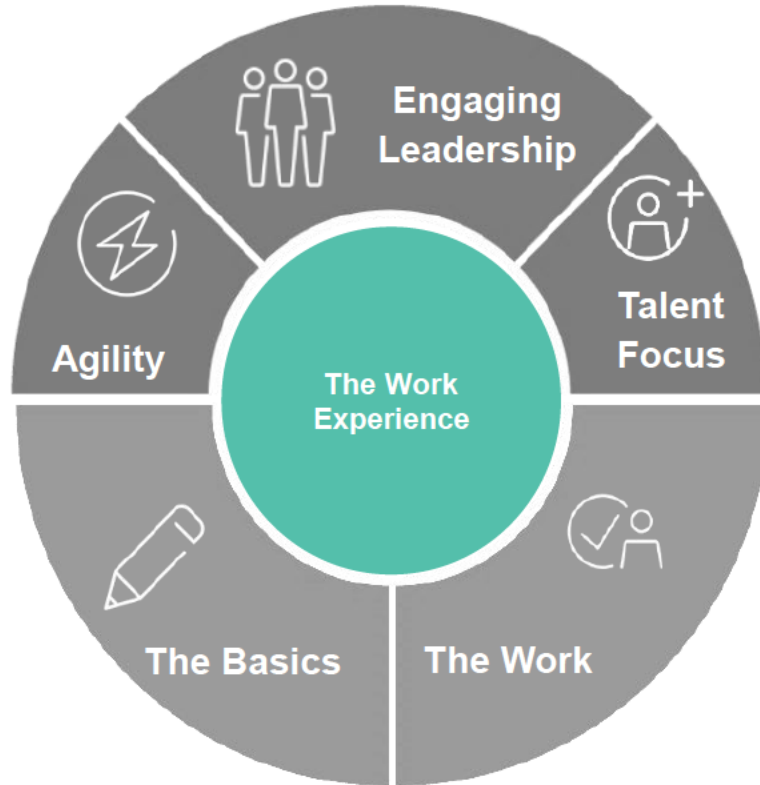 Engaging
Leadership
Talent
Focus
Agility
The Work
Experience
The Basics
The Work